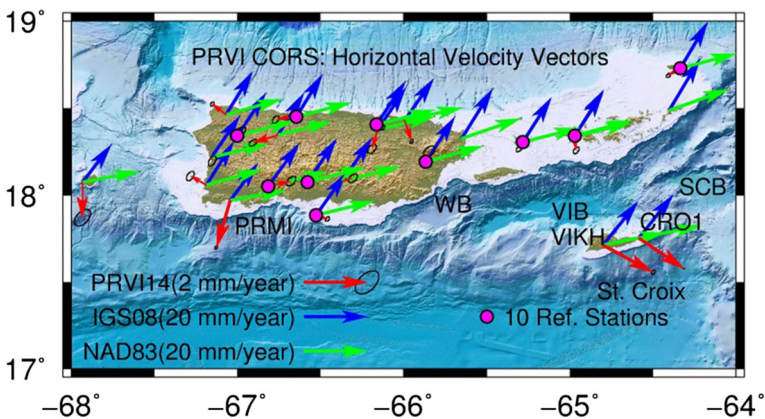 19°
PRVI CORS: Horizontal Velocity Vectors
18°
SCB
WB
VIB
CRO1
PRMI
VIKH
PRVI14(2 mm/year)
St. Croix
IGS08(20 mm/year)
10 Ref. Stations
NAD83(20 mm/year)
17°
−68° −67° −66° −65° −64°